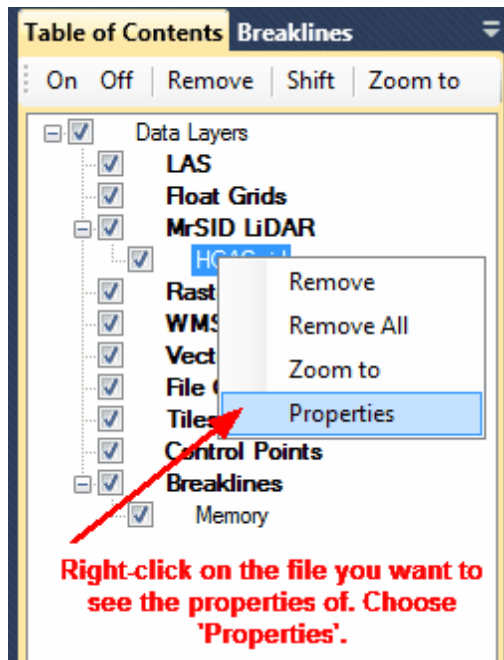 Table of Contents Breaklines
On Off Remove Shift Zoom to
Data Layers
LAS
Float Grids
MrSID LiDAR
Remove
Remove All
Zoom to
Properties
Control Points
Breaklines
Memory
Right-click on the file you want to
see the properties of. Choose
'Properties'.